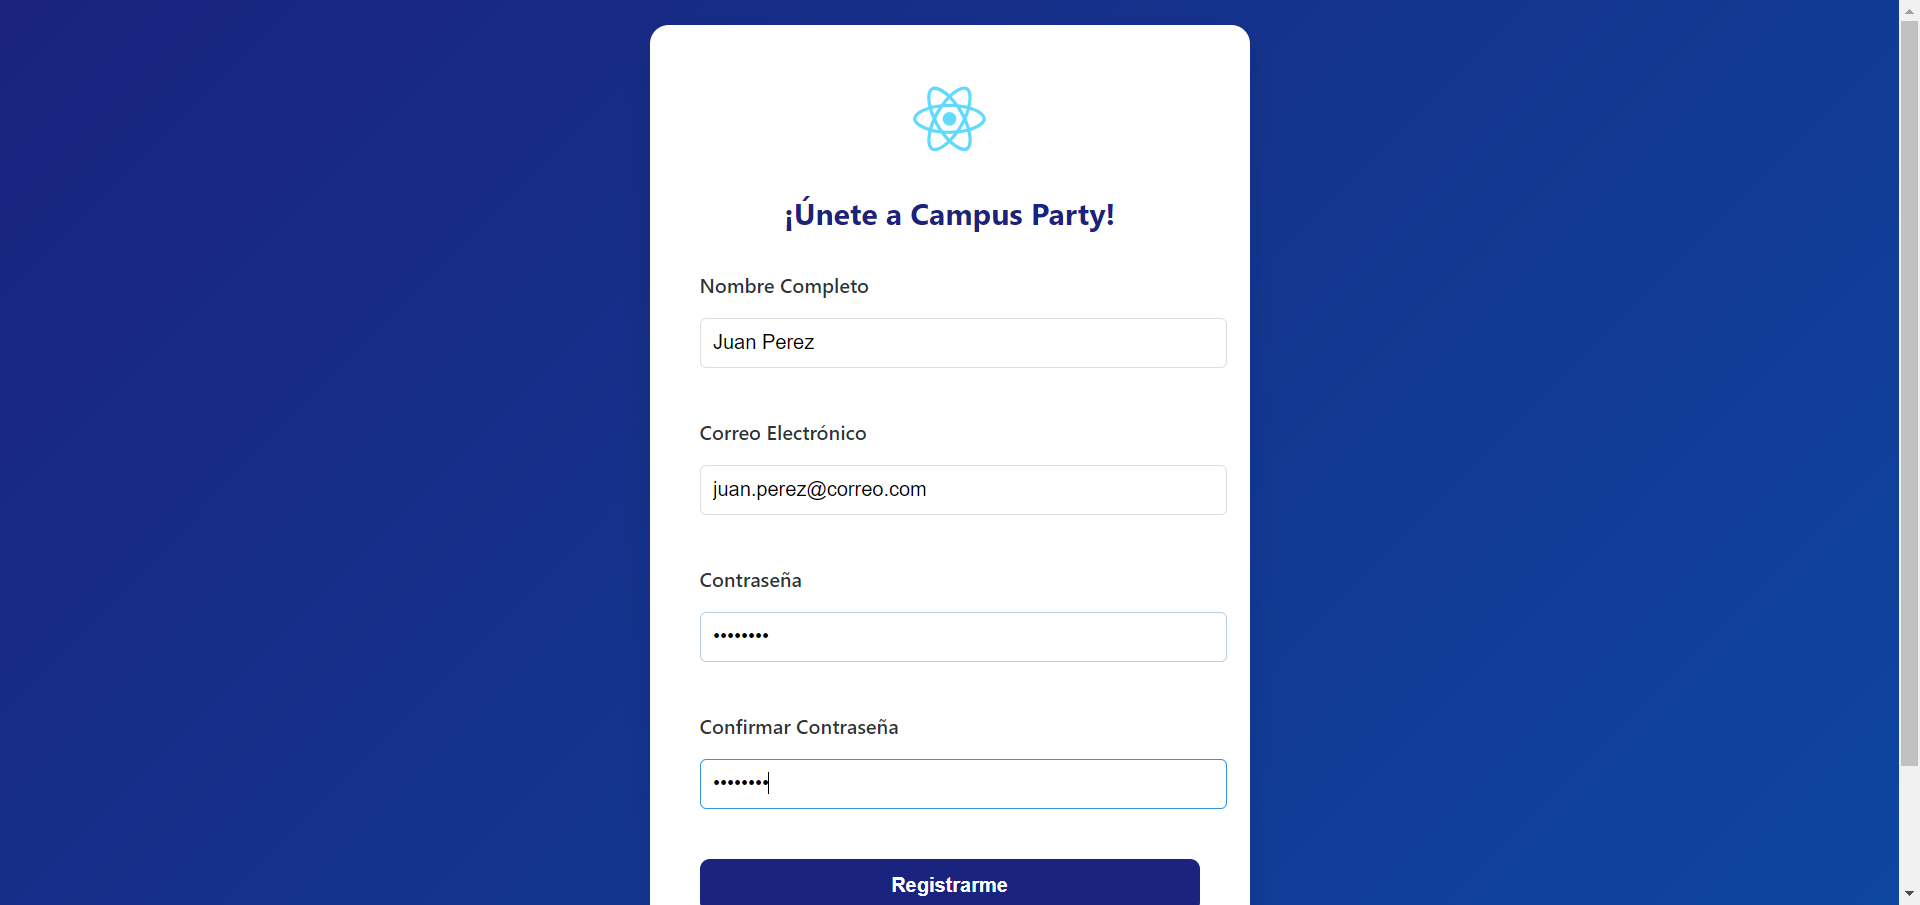 ¡Únete a Campus Party!
Nombre Completo
Juan Perez
Correo Electrónico
juan.perez@correo.com
Contraseña
••••••••
Confirmar Contraseña
••••••••
Registrarme